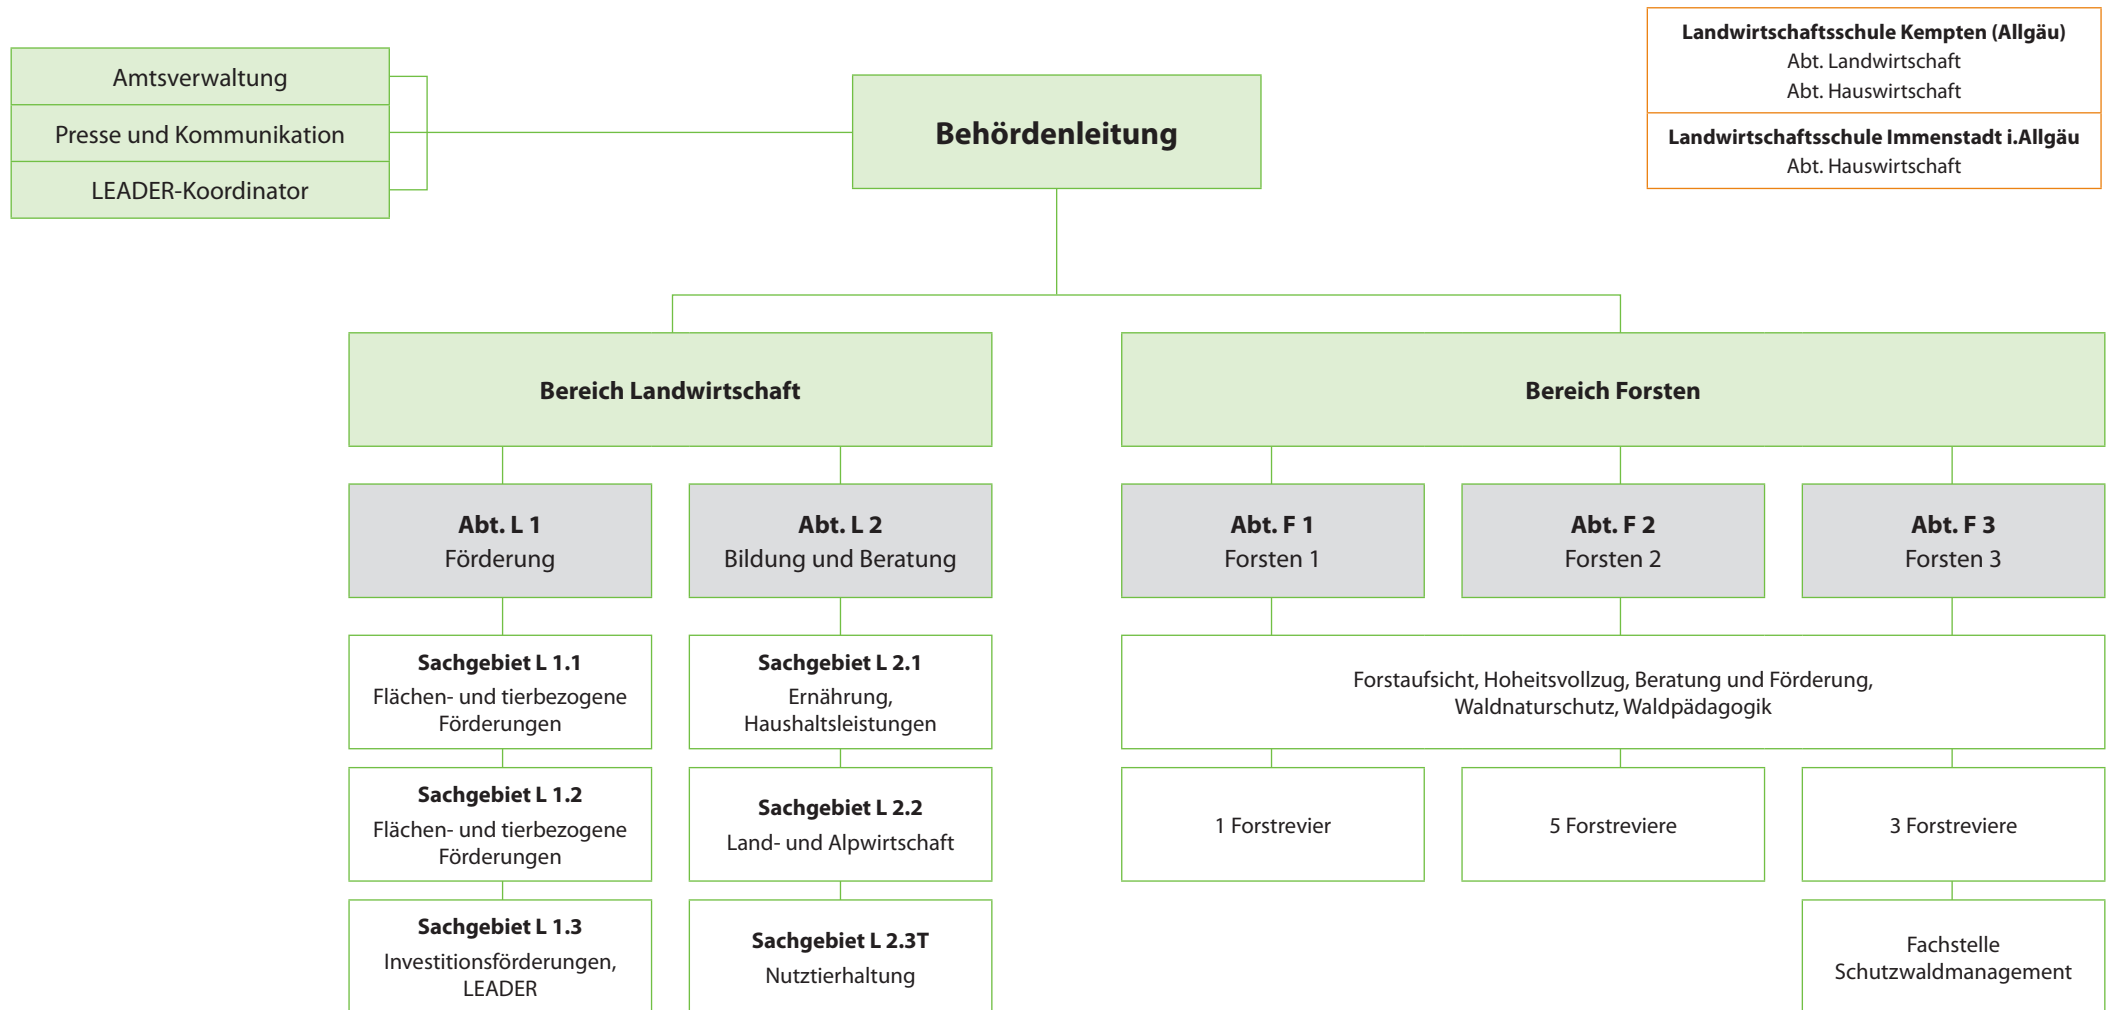 Landwirtschaftsschule Kempten (Allgäu)
Abt. Landwirtschaft
Abt. Hauswirtschaft
Landwirtschaftsschule Immenstadt i.Allgäu
Abt. Hauswirtschaft
Amtsverwaltung
Presse und Kommunikation
LEADER-Koordinator
Behördenleitung
Bereich Landwirtschaft
Bereich Forsten
Abt. L 1
Förderung
Abt. L 2
Bildung und Beratung
Abt. F 1
Forsten 1
Abt. F 2
Forsten 2
Abt. F 3
Forsten 3
Sachgebiet L 1.1
Flächen- und tierbezogene
Förderungen
Sachgebiet L 2.1
Ernährung,
Haushaltsleistungen
Forstaufsicht, Hoheitsvollzug, Beratung und Förderung,
Waldnaturschutz, Waldpädagogik
Sachgebiet L 1.2
Flächen- und tierbezogene
Förderungen
Sachgebiet L 2.2
Land- und Alpwirtschaft
1 Forstrevier
5 Forstreviere
3 Forstreviere
Sachgebiet L 1.3
Investitionsförderungen,
LEADER
Sachgebiet L 2.3T
Nutztierhaltung
Fachstelle
Schutzwaldmanagement